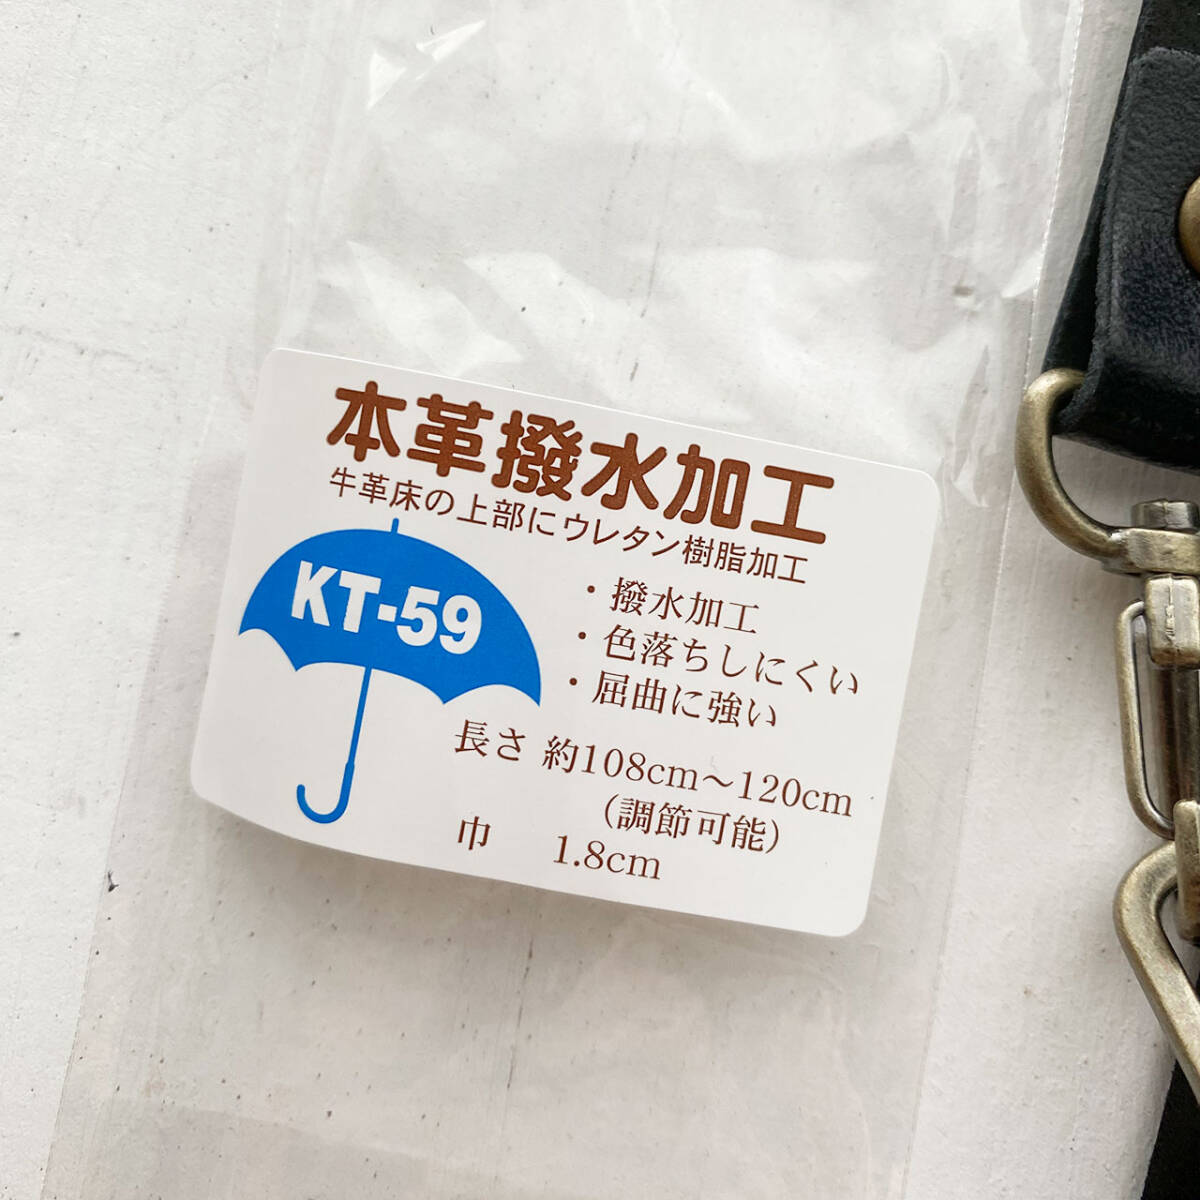 本革撥水加工
牛革床の上部にウレタン樹脂加工
KT-59
・撥水加工
・色落ちしにくい
・屈曲に強い
長さ 約108cm～120cm
（調節可能）
巾 1.8cm